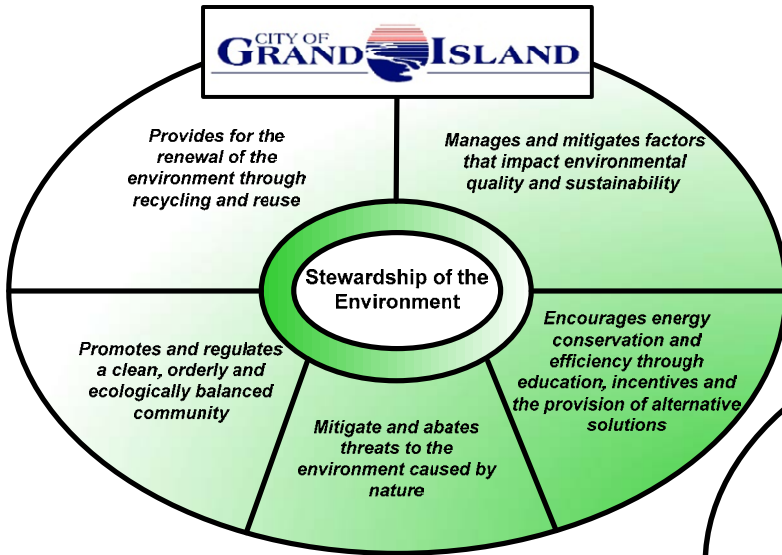 CITY OF
GRAND ISLAND
Provides for the
renewal of the
environment through
recycling and reuse
Manages and mitigates factors
that impact environmental
quality and sustainability
Stewardship of the
Environment
Promotes and regulates
a clean, orderly and
ecologically balanced
community
Mitigate and abates
threats to the
environment caused by
nature
Encourages energy
conservation and
efficiency through
education, incentives and
the provision of alternative
solutions